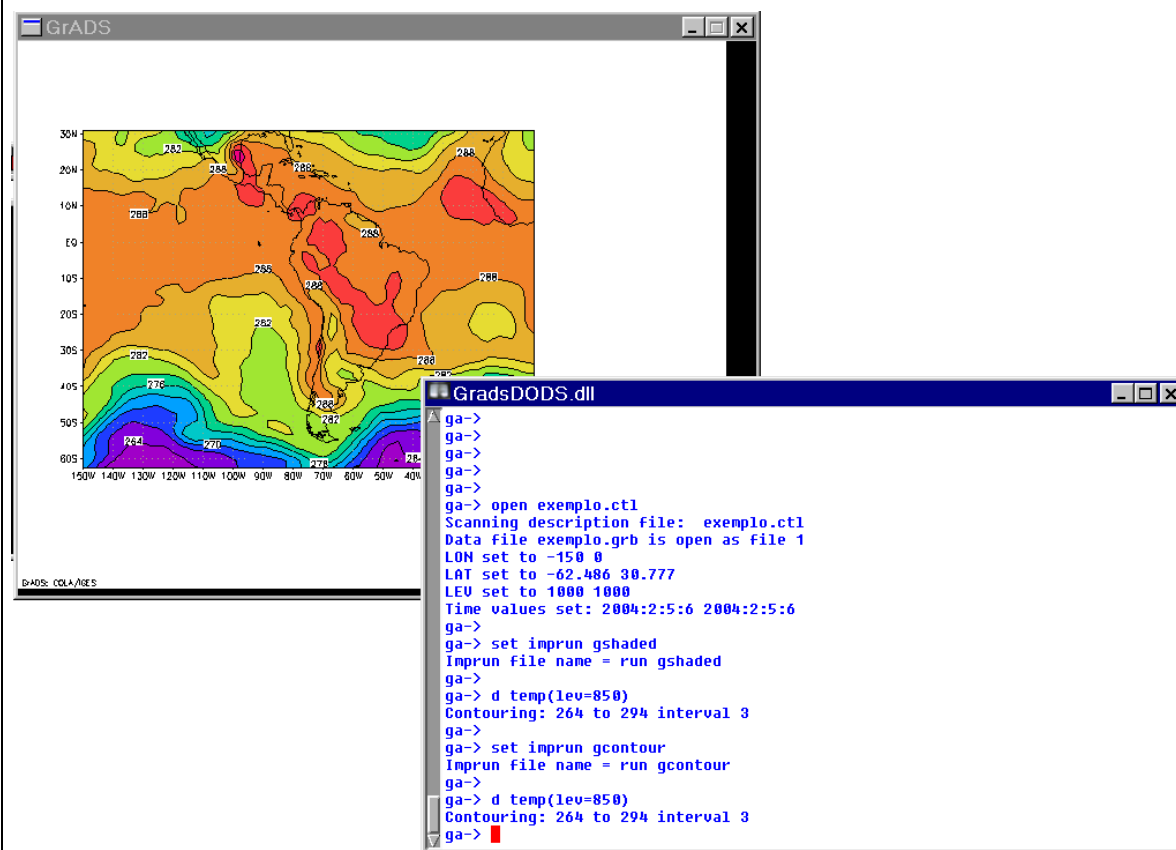 GrADS
30N
20N
10N
EQ
10S
20S
30S
40S
50S
60S
150W 140W 130W 120W 110W 100W 90W 80W 70W 60W 50W
282
288
288
288
288
288
288
288
288
282
282
288
276
288
282
264
270
276
GrADS: COLA/IGES
GradsDODS.dll
ga->
ga->
ga->
ga->
ga->
ga-> open exemplo.ctl
Scanning description file:  exemplo.ctl
Data file exemplo.grb is open as file 1
LON set to -150 0
LAT set to -62.486 30.777
LEV set to 1000 1000
Time values set: 2004:2:5:6 2004:2:5:6
ga->
ga-> set imprun gshaded
Imprun file name = run gshaded
ga->
ga-> d temp(lev=850)
Contouring: 264 to 294 interval 3
ga->
ga-> set imprun gcontour
Imprun file name = run gcontour
ga->
ga-> d temp(lev=850)
Contouring: 264 to 294 interval 3
ga->